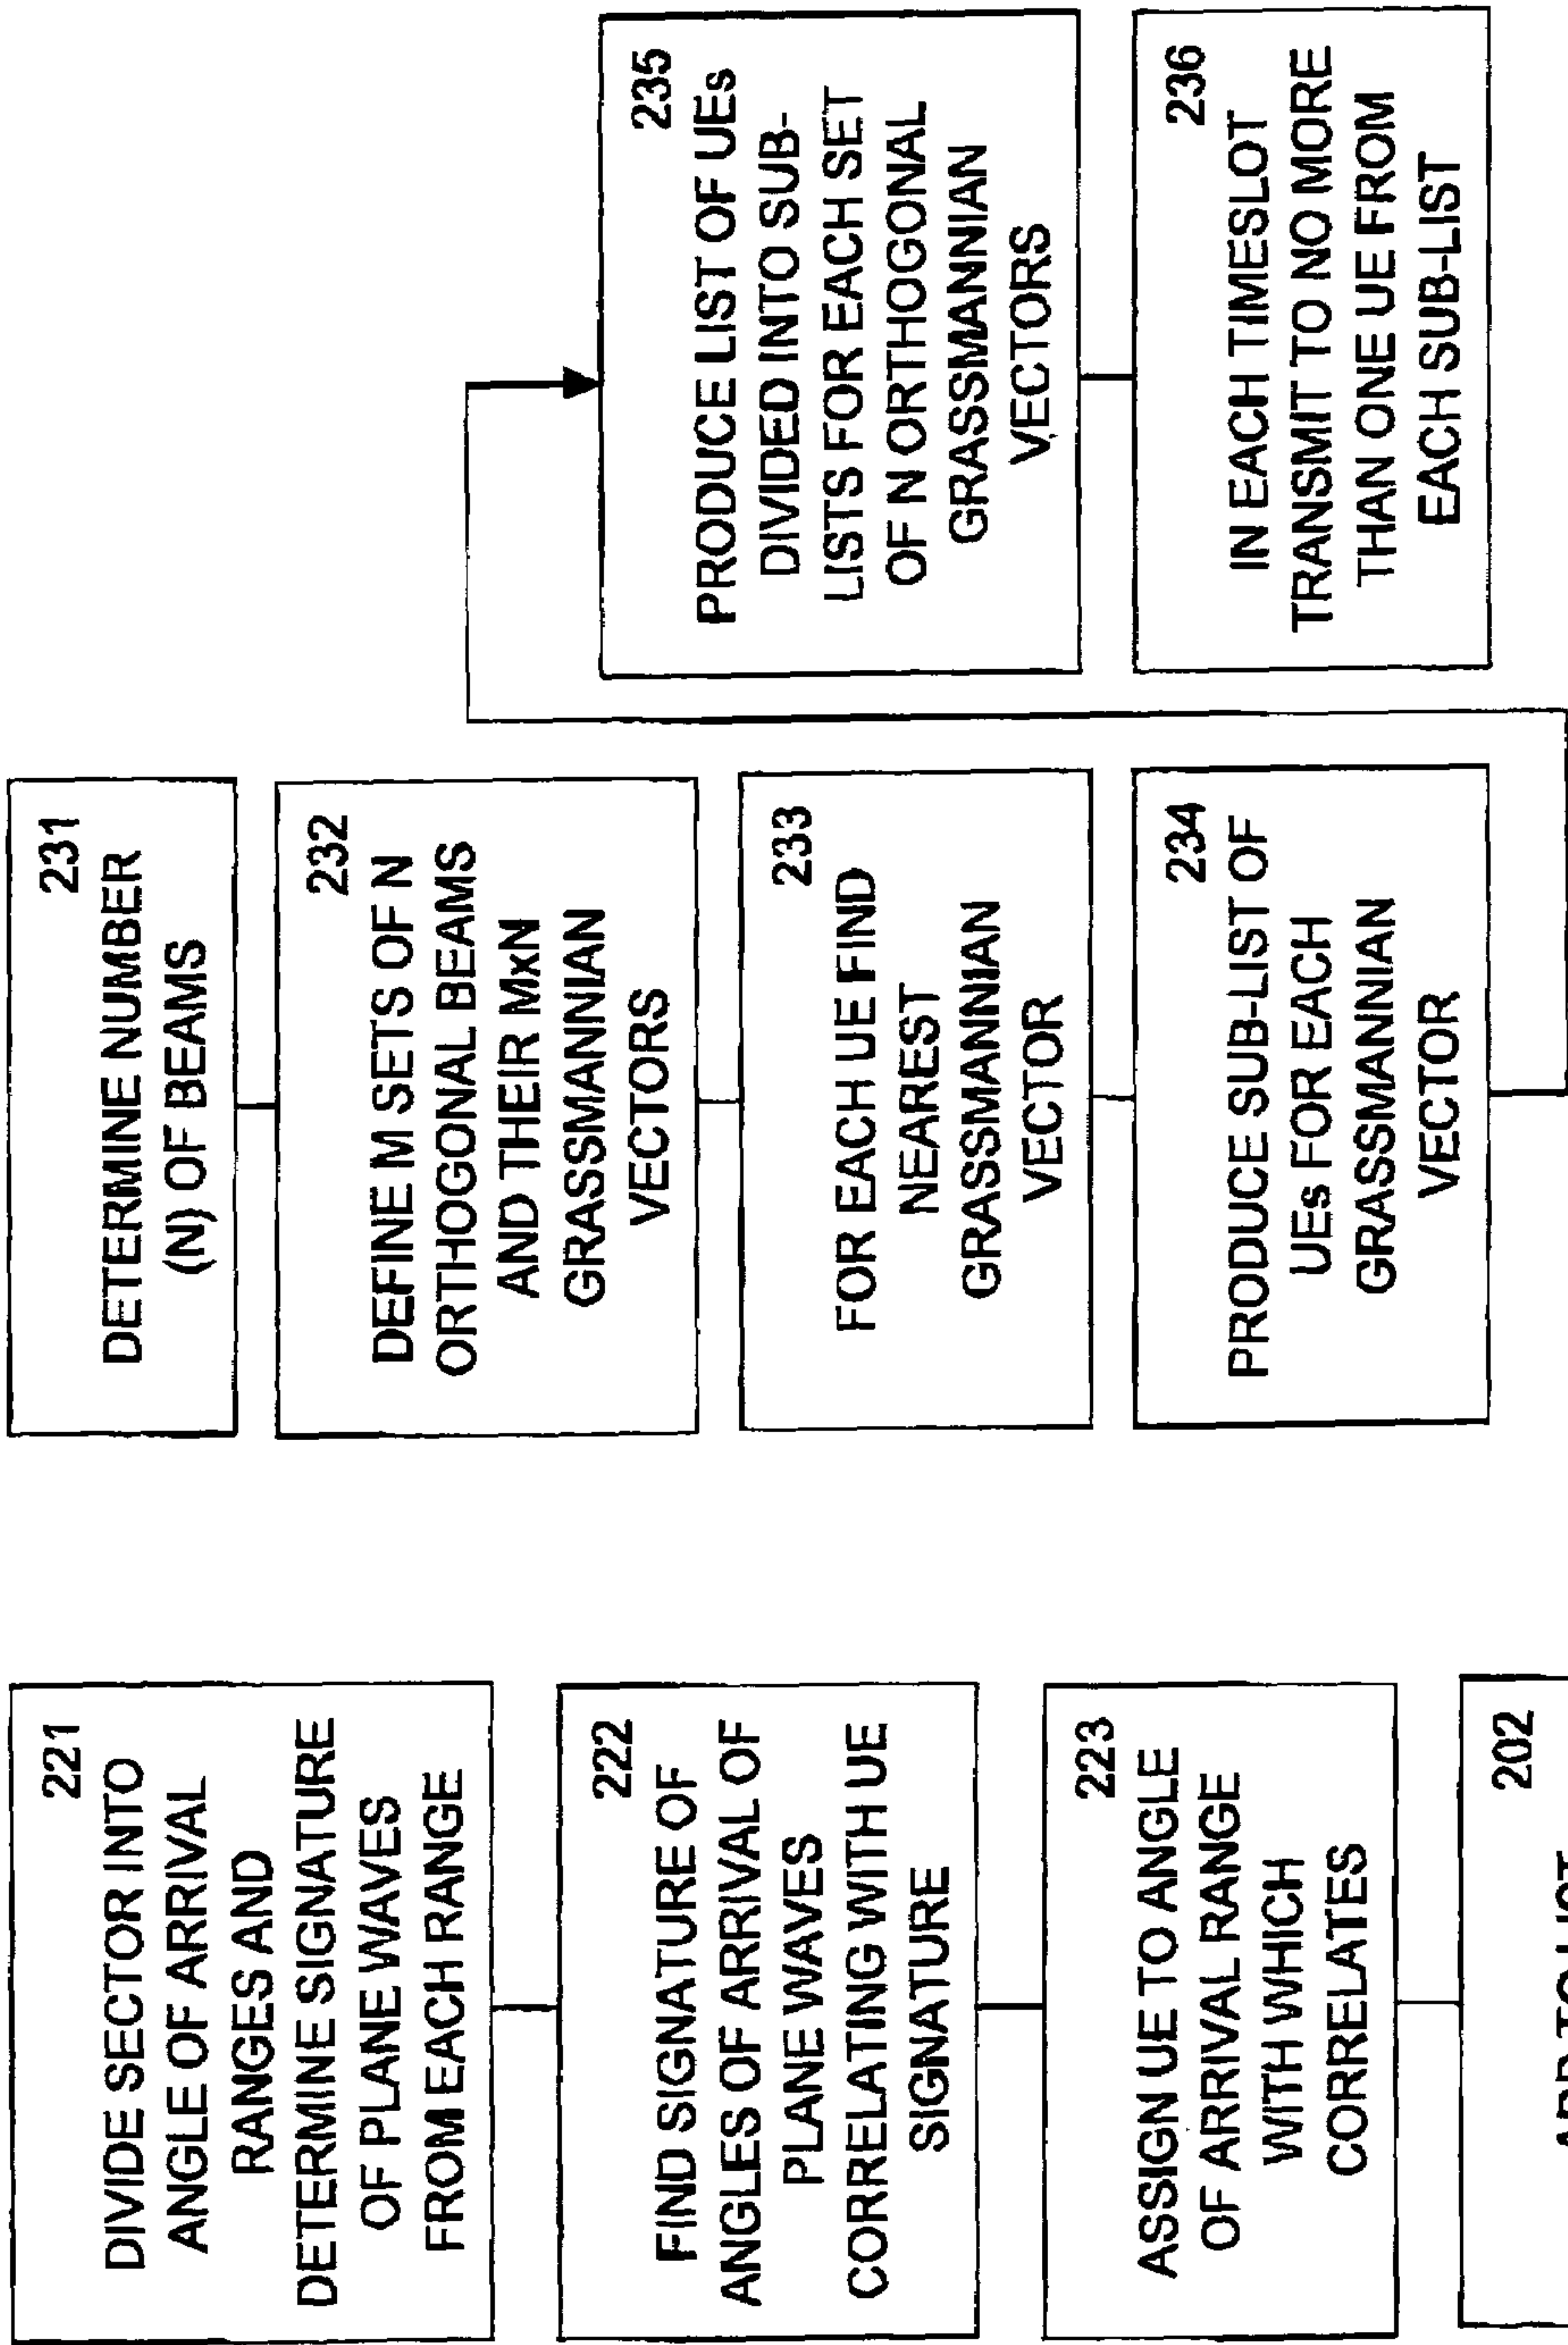 221
DIVIDE SECTOR INTO
ANGLE OF ARRIVAL
RANGES AND
DETERMINE SIGNATURE
OF PLANE WAVES
FROM EACH RANGE
222
FIND SIGNATURE OF
ANGLES OF ARRIVAL OF
PLANE WAVES
CORRELATING WITH UE
SIGNATURE
223
ASSIGN UE TO ANGLE
OF ARRIVAL RANGE
WITH WHICH
CORRELATES
202
231
DETERMINE NUMBER
(N) OF BEAMS
232
DEFINE M SETS OF N
ORTHOGONAL BEAMS
AND THEIR MxN
GRASSMANNIAN
VECTORS
233
FOR EACH UE FIND
NEAREST
GRASSMANNIAN
VECTOR
234
PRODUCE SUB-LIST OF
UEs FOR EACH
GRASSMANNIAN
VECTOR
235
PRODUCE LIST OF UEs
DIVIDED INTO SUB-
LISTS FOR EACH SET
OF N ORTHOGONAL
GRASSMANNIAN
VECTORS
236
IN EACH TIMESLOT
TRANSMIT TO NO MORE
THAN ONE UE FROM
EACH SUB-LIST